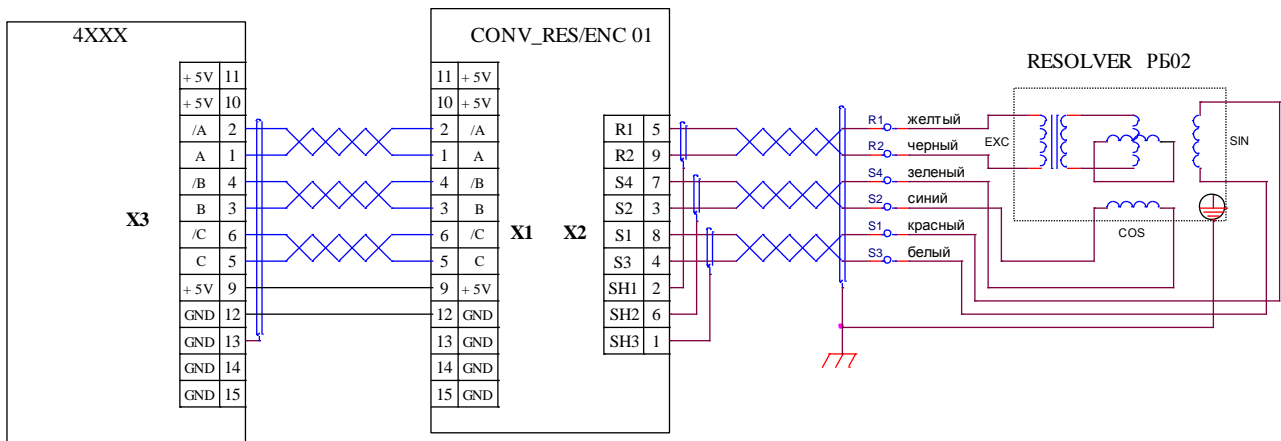 4XXX
CONV_RES/ENC 01
RESOLVER РБ02
+ 5V 11
+ 5V 10
/A 2
A 1
/B 4
B 3
/C 6
C 5
+ 5V 9
GND 12
GND 13
GND 14
GND 15
X3
11 + 5V
10 + 5V
2 /A
1 A
4 /B
3 B
6 /C
5 C
9 + 5V
12 GND
13 GND
14 GND
15 GND
X1 X2
R1 5
R2 9
S4 7
S2 3
S1 8
S3 4
SH1 2
SH2 6
SH3 1
R1 желтый
R2 черный
S4 зеленый
S2 синий
S1 красный
S3 белый
EXC
SIN
COS